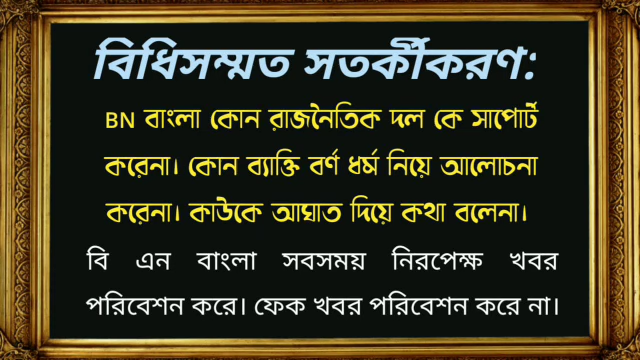 বিধিসম্মত সতর্কীকরণ:
BN বাংলা কোন রাজনৈতিক দল কে সাপোর্ট
করেনা। কোন ব্যাক্তি বর্ণ ধর্ম নিয়ে আলোচনা
করেনা। কাউকে আঘাত দিয়ে কথা বলেনা।
বি এন বাংলা সবসময় নিরপেক্ষ খবর
পরিবেশন করে। ফেক খবর পরিবেশন করে না।